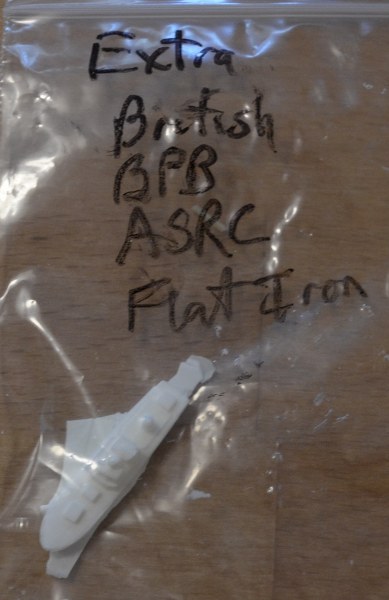 Extra
British
BPB
ASRC
Flat Iron